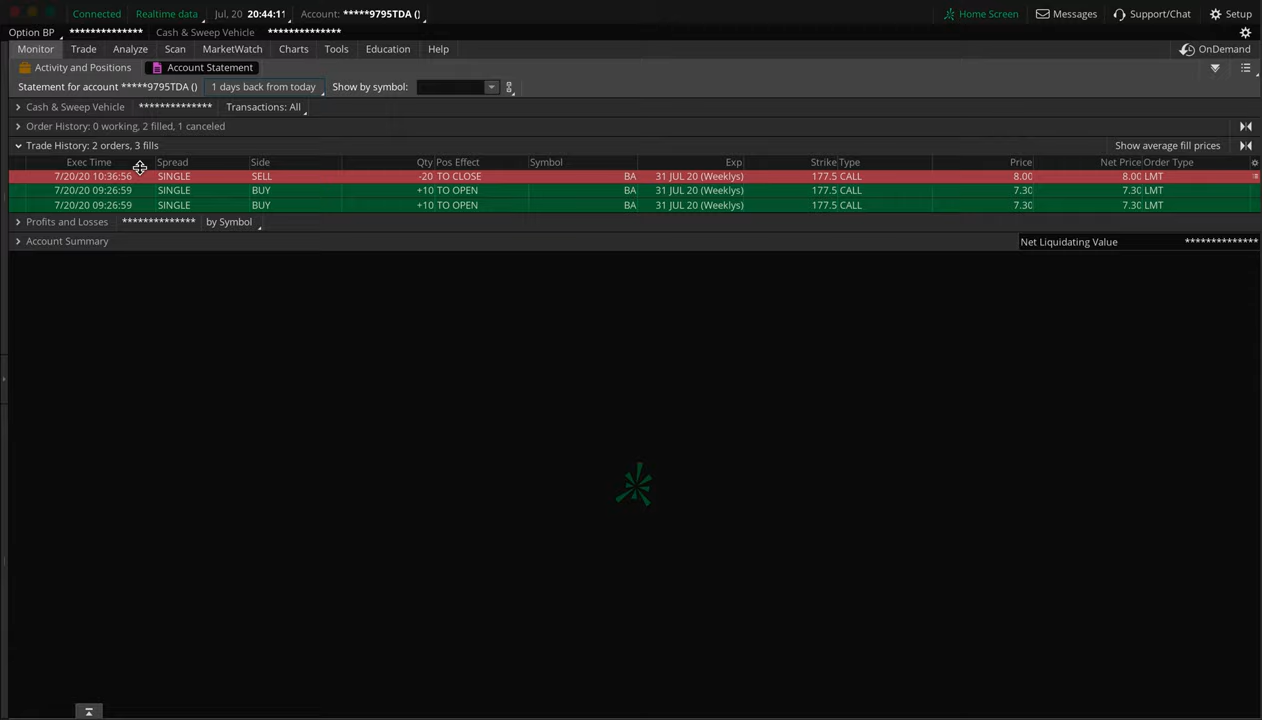 Connected Realtime data Jul, 20 20:44:11 Account: *****9795TDA () Home Screen Messages Support/Chat Setup
Option BP ************** Cash & Sweep Vehicle **************
Monitor Trade Analyze Scan MarketWatch Charts Tools Education Help OnDemand
Activity and Positions Account Statement
Statement for account *****9795TDA () 1 days back from today Show by symbol:
Cash & Sweep Vehicle ************** Transactions: All
Order History: 0 working, 2 filled, 1 canceled
Trade History: 2 orders, 3 fills Show average fill prices
Exec Time Spread Side Qty Pos Effect Symbol Exp Strike Type Price Net Price Order Type
7/20/20 10:36:56 SINGLE SELL -20 TO CLOSE BA 31 JUL 20 (Weeklys) 177.5 CALL 8.00 8.00 LMT
7/20/20 09:26:59 SINGLE BUY +10 TO OPEN BA 31 JUL 20 (Weeklys) 177.5 CALL 7.30 7.30 LMT
7/20/20 09:26:59 SINGLE BUY +10 TO OPEN BA 31 JUL 20 (Weeklys) 177.5 CALL 7.30 7.30 LMT
Profits and Losses ************** by Symbol
Account Summary Net Liquidating Value **************